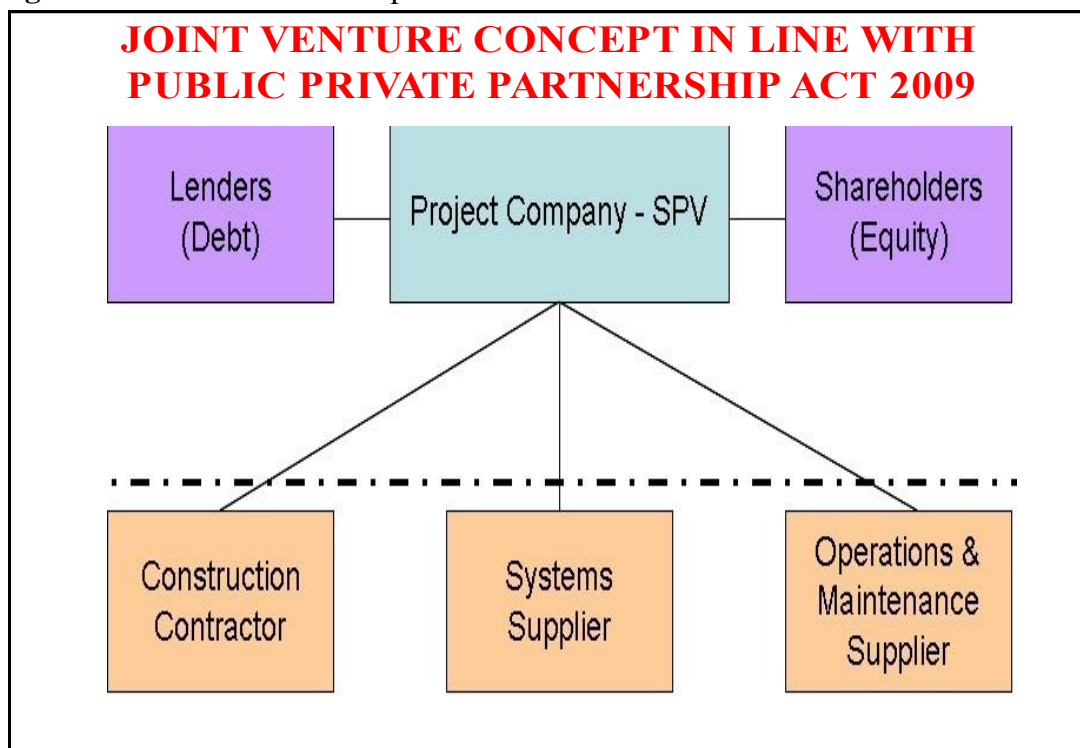 JOINT VENTURE CONCEPT IN LINE WITH
PUBLIC PRIVATE PARTNERSHIP ACT 2009
Lenders
(Debt)
Project Company - SPV
Shareholders
(Equity)
Construction
Contractor
Systems
Supplier
Operations &
Maintenance
Supplier